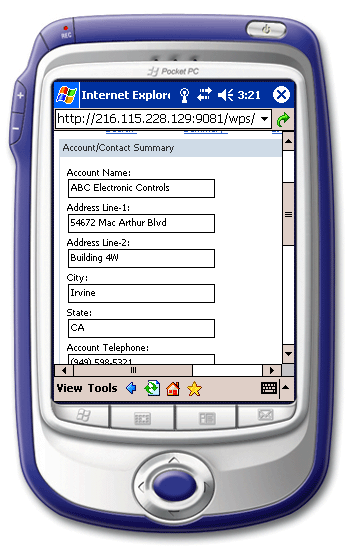 REC
Pocket PC
Internet Explore 3:21
http://216.115.228.129:9081/wps/
Account/Contact Summary
Account Name:
ABC Electronic Controls
Address Line-1:
54672 Mac Arthur Blvd
Address Line-2:
Building 4W
City:
Irvine
State:
CA
Account Telephone:
(949) 598-5321
View Tools